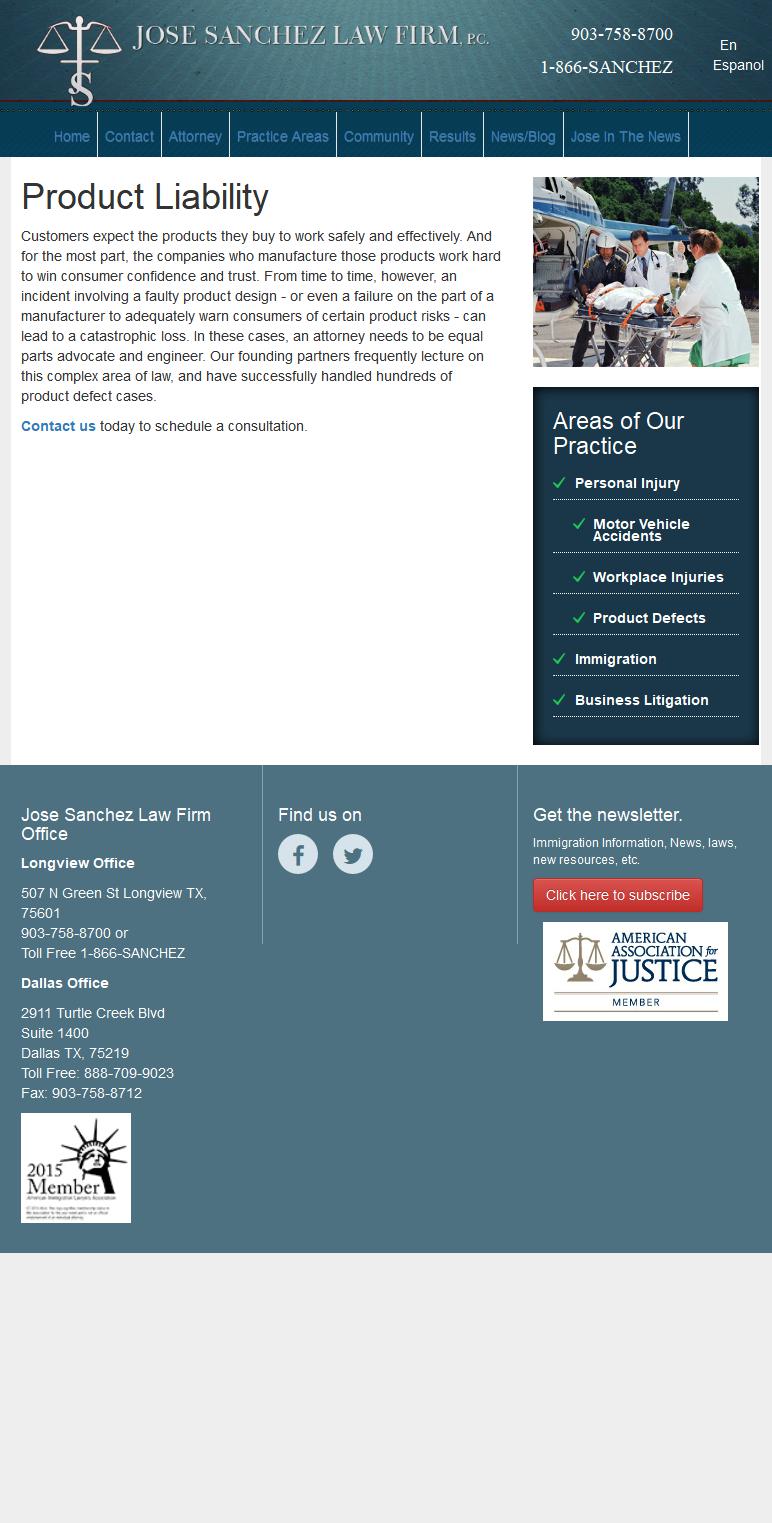 JS
JOSE SANCHEZ LAW FIRM, P.C.
903-758-8700
1-866-SANCHEZ
En
Espanol
Home
Contact
Attorney
Practice Areas
Community
Results
News/Blog
Jose In The News
Product Liability
Customers expect the products they buy to work safely and effectively. And
for the most part, the companies who manufacture those products work hard
to win consumer confidence and trust. From time to time, however, an
incident involving a faulty product design - or even a failure on the part of a
manufacturer to adequately warn consumers of certain product risks - can
lead to a catastrophic loss. In these cases, an attorney needs to be equal
parts advocate and engineer. Our founding partners frequently lecture on
this complex area of law, and have successfully handled hundreds of
product defect cases.
Contact us today to schedule a consultation.
Areas of Our
Practice
Personal Injury
Motor Vehicle
Accidents
Workplace Injuries
Product Defects
Immigration
Business Litigation
Jose Sanchez Law Firm
Office
Longview Office
507 N Green St Longview TX,
75601
903-758-8700 or
Toll Free 1-866-SANCHEZ
Dallas Office
2911 Turtle Creek Blvd
Suite 1400
Dallas TX, 75219
Toll Free: 888-709-9023
Fax: 903-758-8712
2015
Member
American Immigration Lawyers Association
Find us on
Get the newsletter.
Immigration Information, News, laws,
new resources, etc.
Click here to subscribe
AMERICAN
ASSOCIATION for
JUSTICE
MEMBER